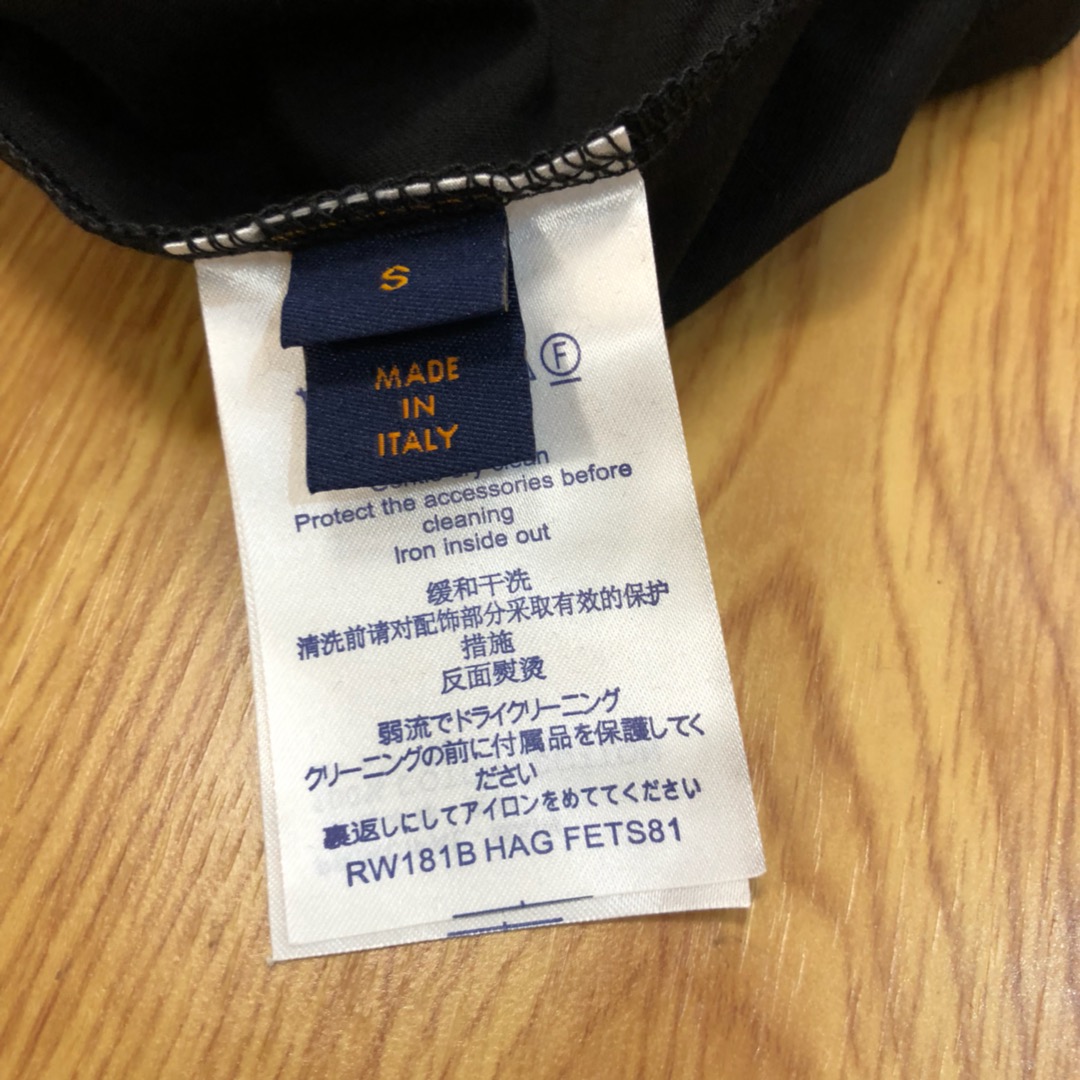 S
MADE
IN
ITALY
F
clean
Protect the accessories before
cleaning
Iron inside out
缓和干洗
清洗前请对配饰部分采取有效的保护
措施
反面熨烫
弱流でドライクリーニング
クリーニングの前に付属品を保護してく
ださい
裏返しにしてアイロンをめててください
RW181B HAG FETS81